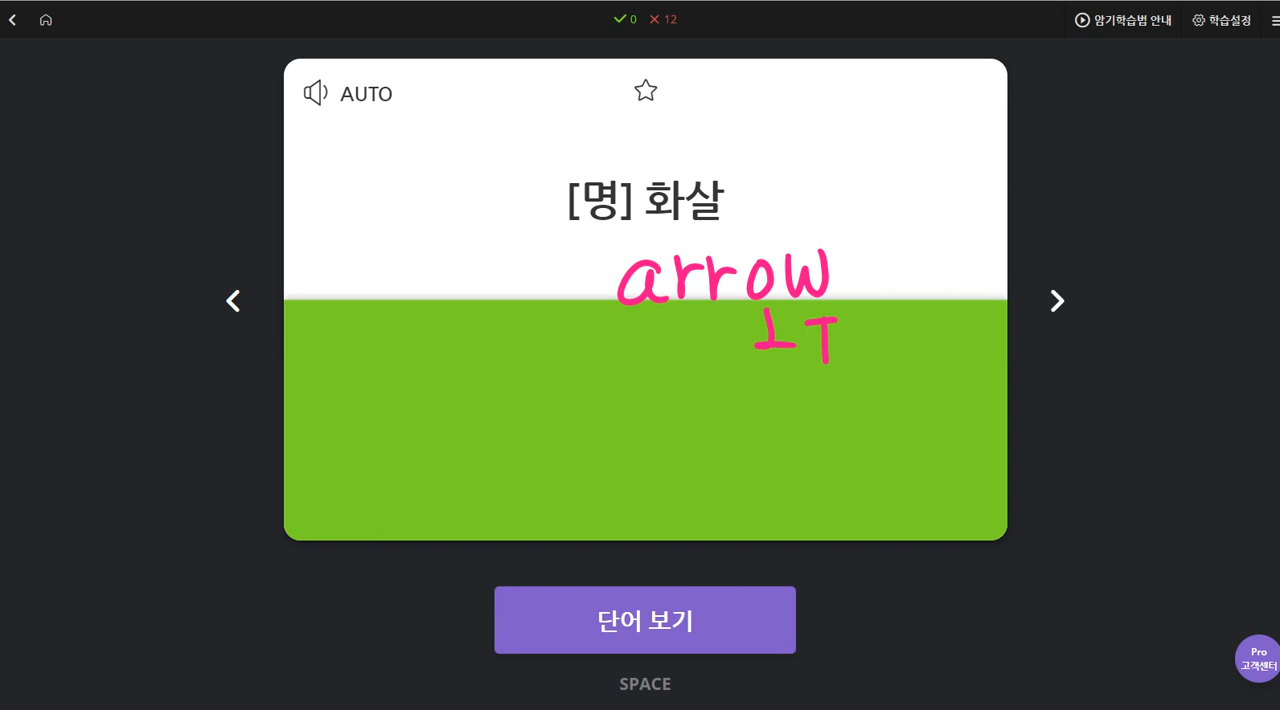 0 12 암기학습법 안내 학습설정
AUTO
[명] 화살
arrow
ㅗㅜ
단어 보기
SPACE
Pro
고객센터